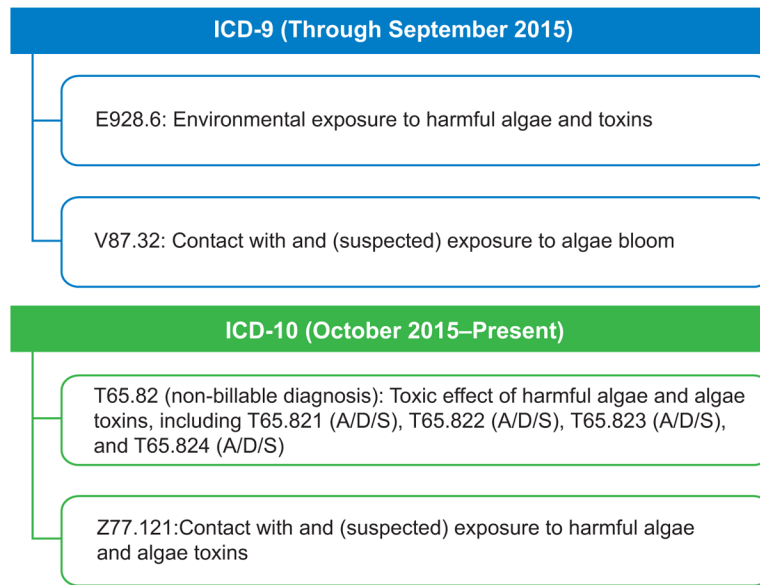 ICD-9 (Through September 2015)
E928.6: Environmental exposure to harmful algae and toxins
V87.32: Contact with and (suspected) exposure to algae bloom
ICD-10 (October 2015–Present)
T65.82 (non-billable diagnosis): Toxic effect of harmful algae and algae
toxins, including T65.821 (A/D/S), T65.822 (A/D/S), T65.823 (A/D/S),
and T65.824 (A/D/S)
Z77.121:Contact with and (suspected) exposure to harmful algae
and algae toxins